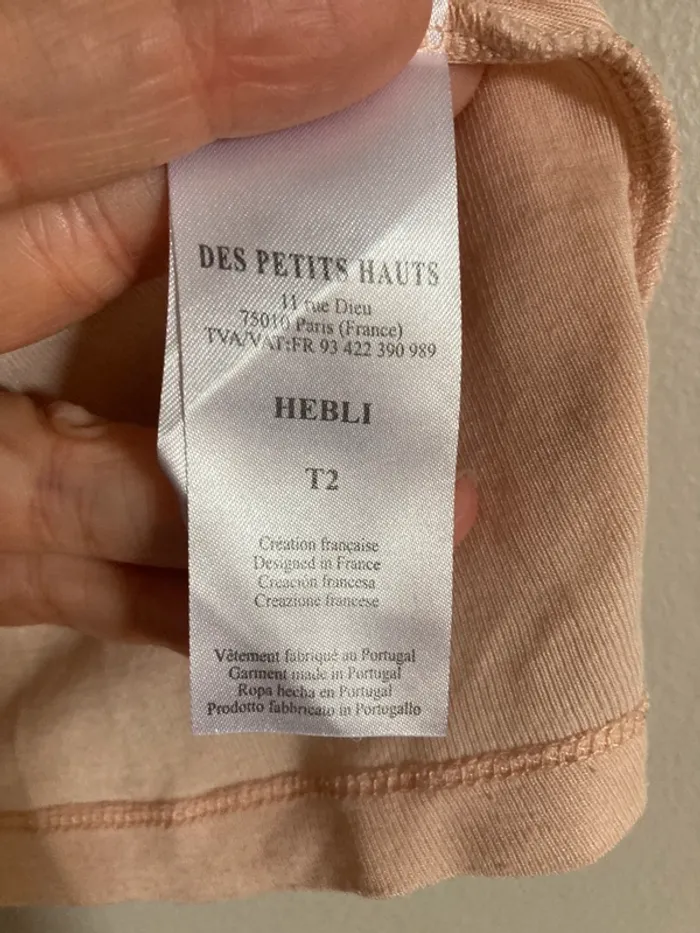 DES PETITS HAUTS
11 rue Dieu
75010 Paris (France)
TVA/VAT:FR 93 422 390 989
HEBLI
T2
Création française
Designed in France
Creación francesa
Creazione francese
Vêtement fabriqué au Portugal
Garment made in Portugal
Ropa hecha en Portugal
Prodotto fabbricato in Portogallo